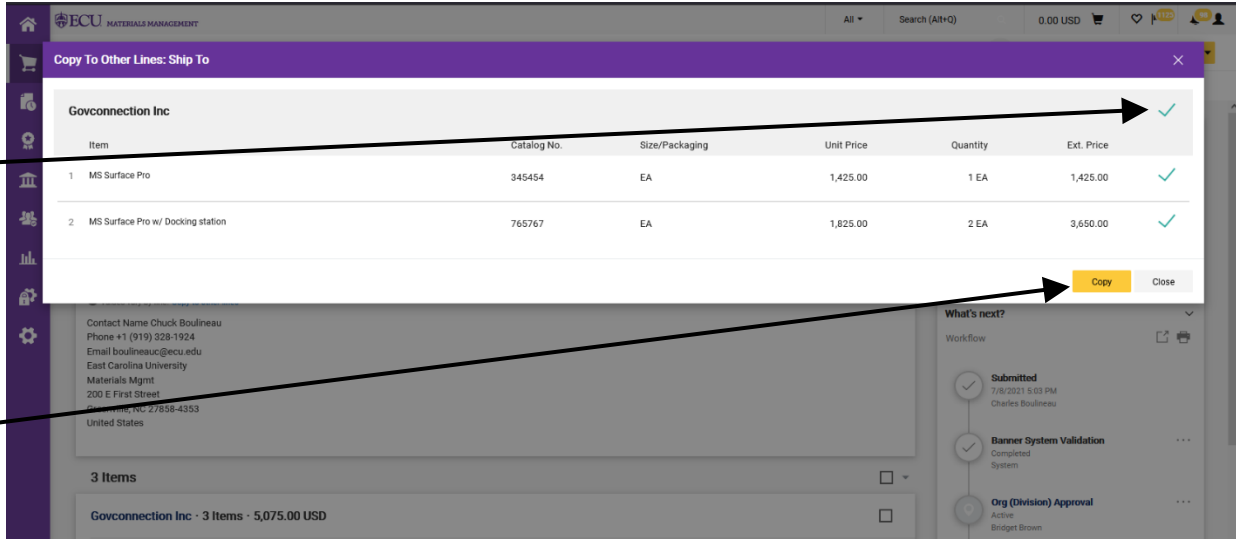 ECU MATERIALS MANAGEMENT All Search (Alt+Q) 0.00 USD
Copy To Other Lines: Ship To
Govconnection Inc
Item Catalog No. Size/Packaging Unit Price Quantity Ext. Price
1 MS Surface Pro 345454 EA 1,425.00 1 EA 1,425.00
2 MS Surface Pro w/ Docking station 765767 EA 1,825.00 2 EA 3,650.00
Copy Close
Contact Name Chuck Boulineau
Phone +1 (919) 328-1924
Email boulineauc@ecu.edu
East Carolina University
Materials Mgmt
200 E First Street
Greenville, NC 27858-4353
United States
3 Items
Govconnection Inc · 3 Items · 5,075.00 USD
What's next?
Workflow
Submitted
7/8/2021 5:03 PM
Charles Boulineau
Banner System Validation
Completed
System
Org (Division) Approval
Active
Bridget Brown